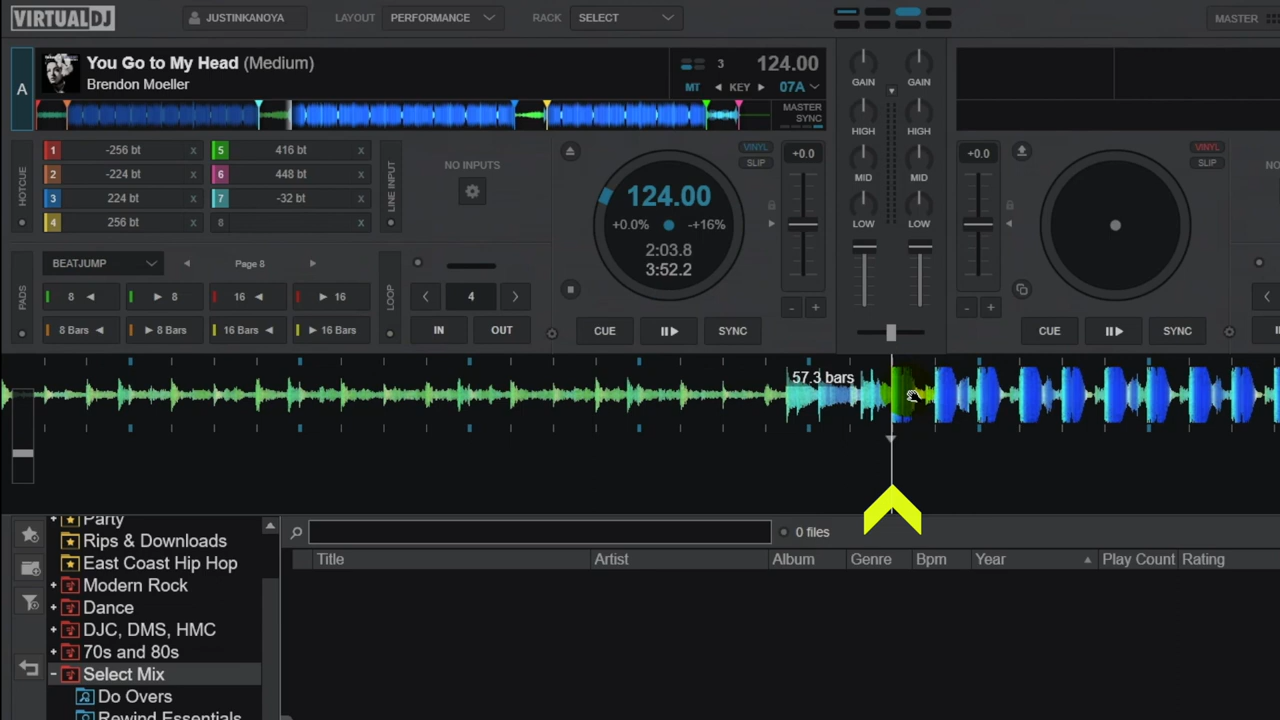 VIRTUALDJ JUSTINKANOYA LAYOUT PERFORMANCE RACK SELECT MASTER
A
You Go to My Head (Medium) 3 124.00
Brendon Moeller MT KEY 07A
MASTER SYNC
HOTCUE
1 -256 bt x 5 416 bt x
2 -224 bt x 6 448 bt x
3 224 bt x 7 -32 bt x
4 256 bt x 8 x
LINE INPUT
NO INPUTS
VINYL
SLIP
124.00
+0.0% -+16%
2:03.8
3:52.2
+0.0
- +
GAIN GAIN
HIGH HIGH
MID MID
LOW LOW
+0.0
- +
VINYL
SLIP
PADS
BEATJUMP Page 8
8 8 16 16
8 Bars 8 Bars 16 Bars 16 Bars
LOOP
4
IN OUT
CUE SYNC
CUE SYNC
57.3 bars
Party
Rips & Downloads
East Coast Hip Hop
+ Modern Rock
+ Dance
+ DJC, DMS, HMC
+ 70s and 80s
- Select Mix
Do Overs
Rewind Essentials
0 files
Title Artist Album Genre Bpm Year Play Count Rating